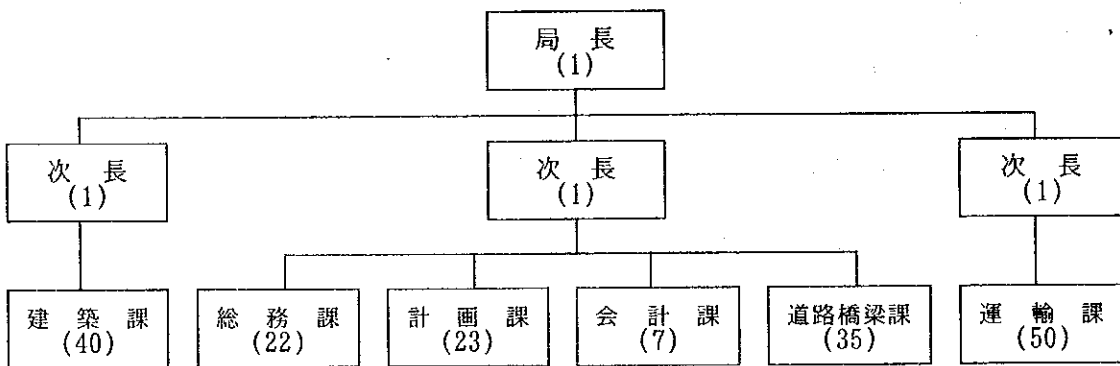 局長
(1)
次長
(1)
次長
(1)
次長
(1)
建築課
(40)
総務課
(22)
計画課
(23)
会計課
(7)
道路橋梁課
(35)
運輸課
(50)